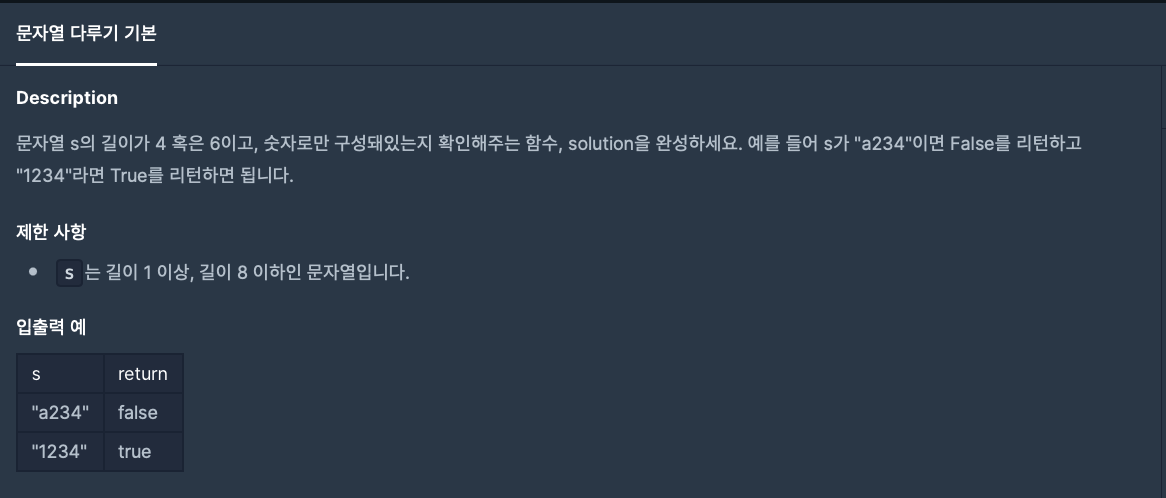 문자열 다루기 기본
Description
문자열 s의 길이가 4 혹은 6이고, 숫자로만 구성돼있는지 확인해주는 함수, solution을 완성하세요. 예를 들어 s가 "a234"이면 False를 리턴하고
"1234"라면 True를 리턴하면 됩니다.
제한 사항
• s는 길이 1 이상, 길이 8 이하인 문자열입니다.
입출력 예
s return
"a234" false
"1234" true